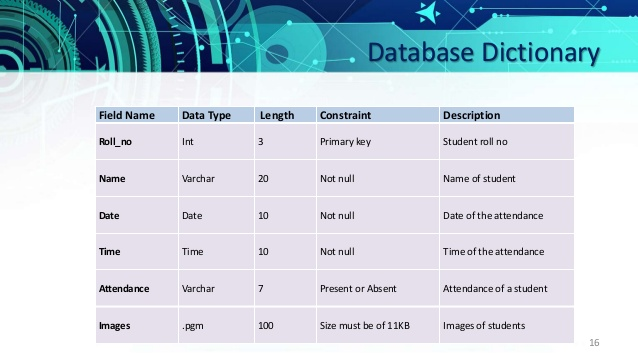 Database Dictionary
Field Name Data Type Length Constraint Description
Roll_no Int 3 Primary key Student roll no
Name Varchar 20 Not null Name of student
Date Date 10 Not null Date of the attendance
Time Time 10 Not null Time of the attendance
Attendance Varchar 7 Present or Absent Attendance of a student
Images .pgm 100 Size must be of 11KB Images of students
16